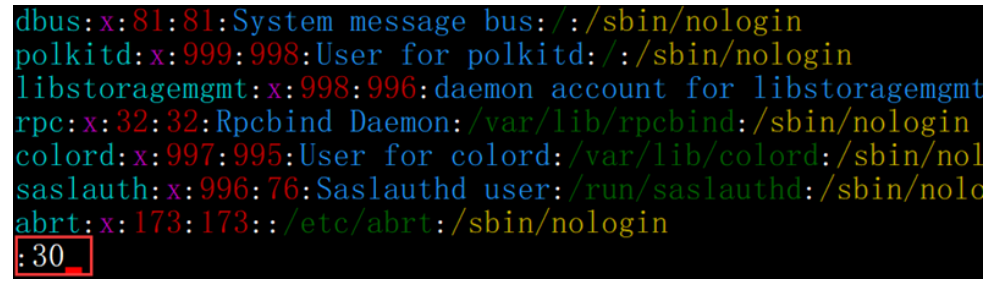 dbus:x:81:81:System message bus:/:/sbin/nologin
polkitd:x:999:998:User for polkitd:/:/sbin/nologin
libstoragemgmt:x:998:996:daemon account for libstoragemgmt
rpc:x:32:32:Rpcbind Daemon:/var/lib/rpcbind:/sbin/nologin
colord:x:997:995:User for colord:/var/lib/colord:/sbin/nol
saslauth:x:996:76:Saslauthd user:/run/saslauthd:/sbin/nolo
abrt:x:173:173::/etc/abrt:/sbin/nologin
:30